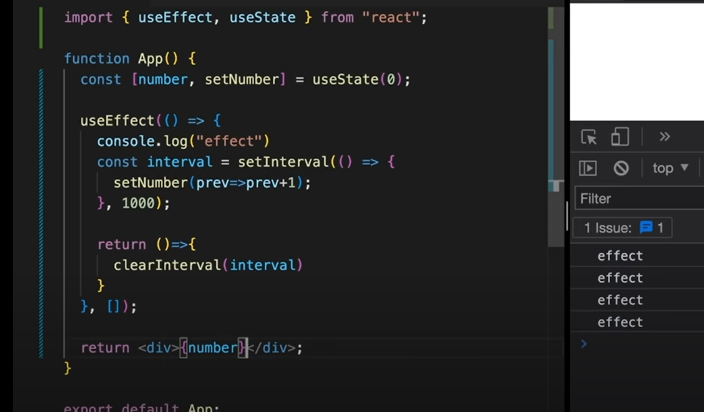 import { useEffect, useState } from "react";
function App() {
const [number, setNumber] = useState(0);
useEffect(() => {
console.log("effect")
const interval = setInterval(() => {
setNumber(prev=>prev+1);
}, 1000);
return ()=>{
clearInterval(interval)
}
}, []);
return <div>{number}</div>;
}
export default App;
top
Filter
1 Issue: 1
effect
effect
effect
effect